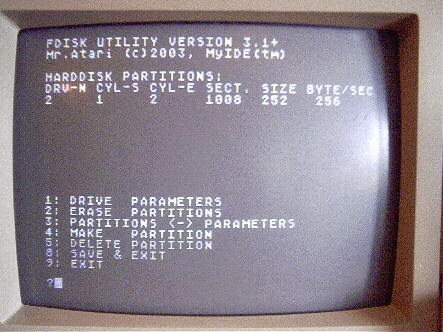 FDISK UTILITY VERSION 3.1+
Mr.Atari (c)2003, MyIDE(tm)
HARDDISK PARTITIONS:
DRV-N CYL-S CYL-E SECT. SIZE BYTE/SEC
2 1 2 1008 252 256
1: DRIVE PARAMETERS
2: ERASE PARTITIONS
3: PARTITIONS <-> PARAMETERS
4: MAKE PARTITION
5: DELETE PARTITION
8: SAVE & EXIT
9: EXIT
?